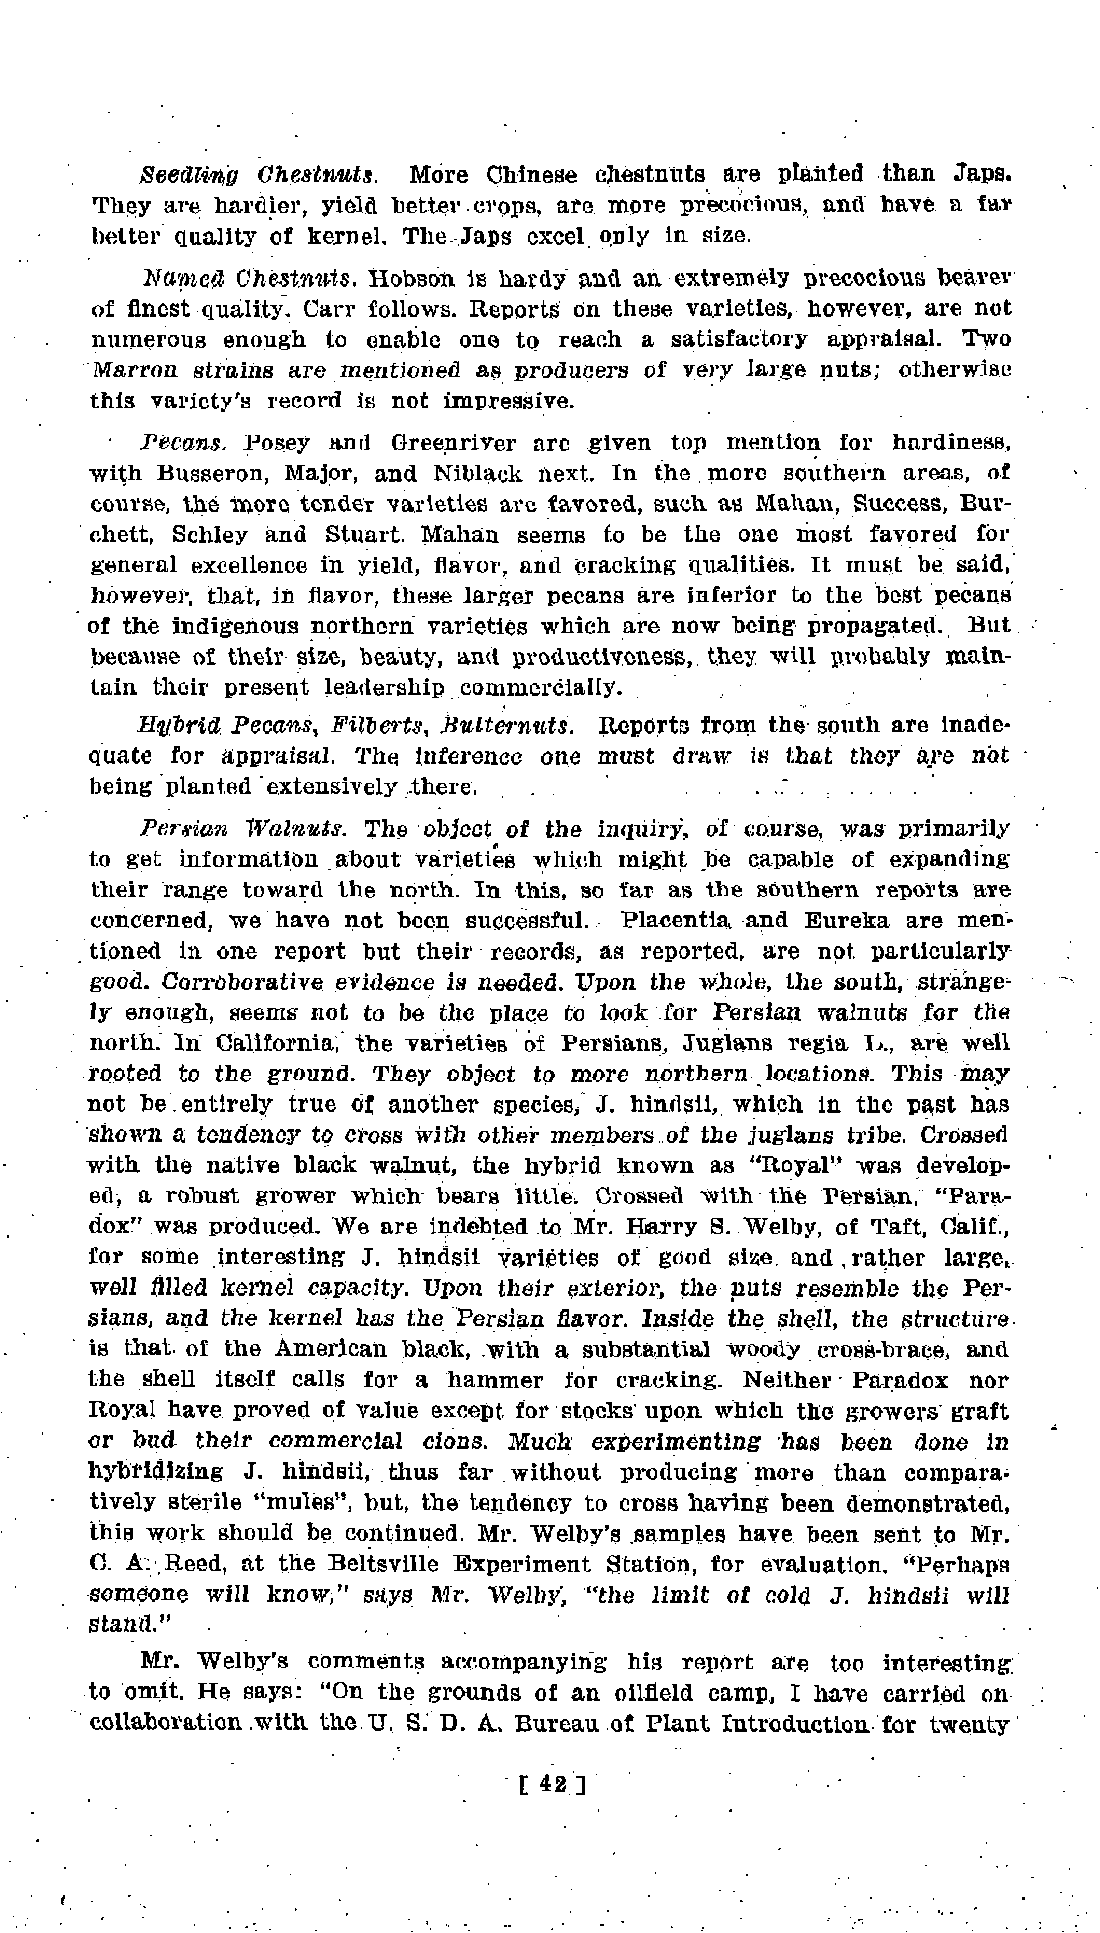 Seedling Chestnuts. More Chinese chestnuts are planted than Japs.
They are hardier, yield better crops, are more precocious, and have a far
better quality of kernel. The Japs excel only in size.
Named Chestnuts. Hobson is hardy and an extremely precocious bearer
of finest quality. Carr follows. Reports on these varieties, however, are not
numerous enough to enable one to reach a satisfactory appraisal. Two
Marron strains are mentioned as producers of very large nuts; otherwise
this variety's record is not impressive.
Pecans. Posey and Greenriver are given top mention for hardiness,
with Busseron, Major, and Niblack next. In the more southern areas, of
course, the more tender varieties are favored, such as Mahan, Success, Bur-
chett, Schley and Stuart. Mahan seems to be the one most favored for
general excellence in yield, flavor, and cracking qualities. It must be said,
however, that, in flavor, these larger pecans are inferior to the best pecans
of the indigenous northern varieties which are now being propagated. But
because of their size, beauty, and productiveness, they will probably main-
tain their present leadership commercially.
Hybrid Pecans, Filberts, Butternuts. Reports from the south are inade-
quate for appraisal. The inference one must draw is that they are not
being planted extensively there.
Persian Walnuts. The object of the inquiry, of course, was primarily
to get information about varieties which might be capable of expanding
their range toward the north. In this, so far as the southern reports are
concerned, we have not been successful. Placentia and Eureka are men-
tioned in one report but their records, as reported, are not particularly
good. Corroborative evidence is needed. Upon the whole, the south, strange-
ly enough, seems not to be the place to look for Persian walnuts for the
north. In California, the varieties of Persians, Juglans regia L., are well
rooted to the ground. They object to more northern locations. This may
not be entirely true of another species, J. hindsii, which in the past has
shown a tendency to cross with other members of the juglans tribe. Crossed
with the native black walnut, the hybrid known as "Royal" was develop-
ed, a robust grower which bears little. Crossed with the Persian, "Para-
dox" was produced. We are indebted to Mr. Harry S. Welby, of Taft, Calif.,
for some interesting J. hindsii varieties of good size and rather large,
well filled kernel capacity. Upon their exterior, the nuts resemble the Per-
sians, and the kernel has the Persian flavor. Inside the shell, the structure
is that of the American black, with a substantial woody cross-brace, and
the shell itself calls for a hammer for cracking. Neither Paradox nor
Royal have proved of value except for stocks upon which the growers graft
or bud their commercial cions. Much experimenting has been done in
hybridizing J. hindsii, thus far without producing more than compara-
tively sterile "mules", but, the tendency to cross having been demonstrated,
this work should be continued. Mr. Welby's samples have been sent to Mr.
C. A. Reed, at the Beltsville Experiment Station, for evaluation. "Perhaps
someone will know," says Mr. Welby, "the limit of cold J. hindsii will
stand."
Mr. Welby's comments accompanying his report are too interesting
to omit. He says: "On the grounds of an oilfield camp, I have carried on
collaboration with the U. S. D. A. Bureau of Plant Introduction for twenty
[ 42 ]